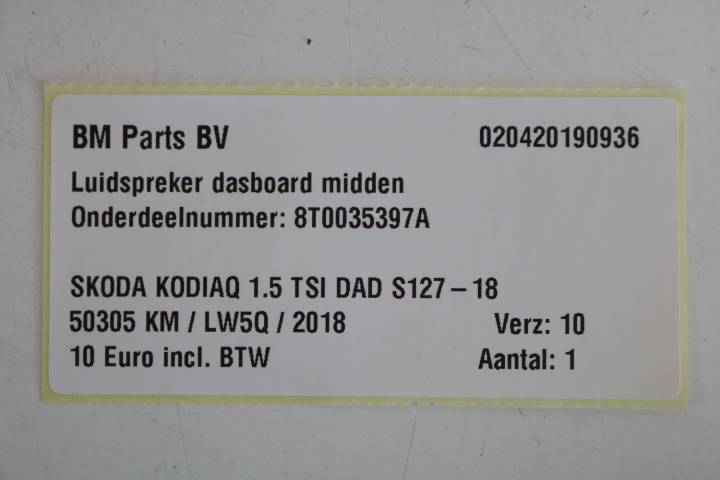 BM Parts BV 020420190936
Luidspreker dasboard midden
Onderdeelnummer: 8T0035397A
SKODA KODIAQ 1.5 TSI DAD S127 – 18
50305 KM / LW5Q / 2018 Verz: 10
10 Euro incl. BTW Aantal: 1